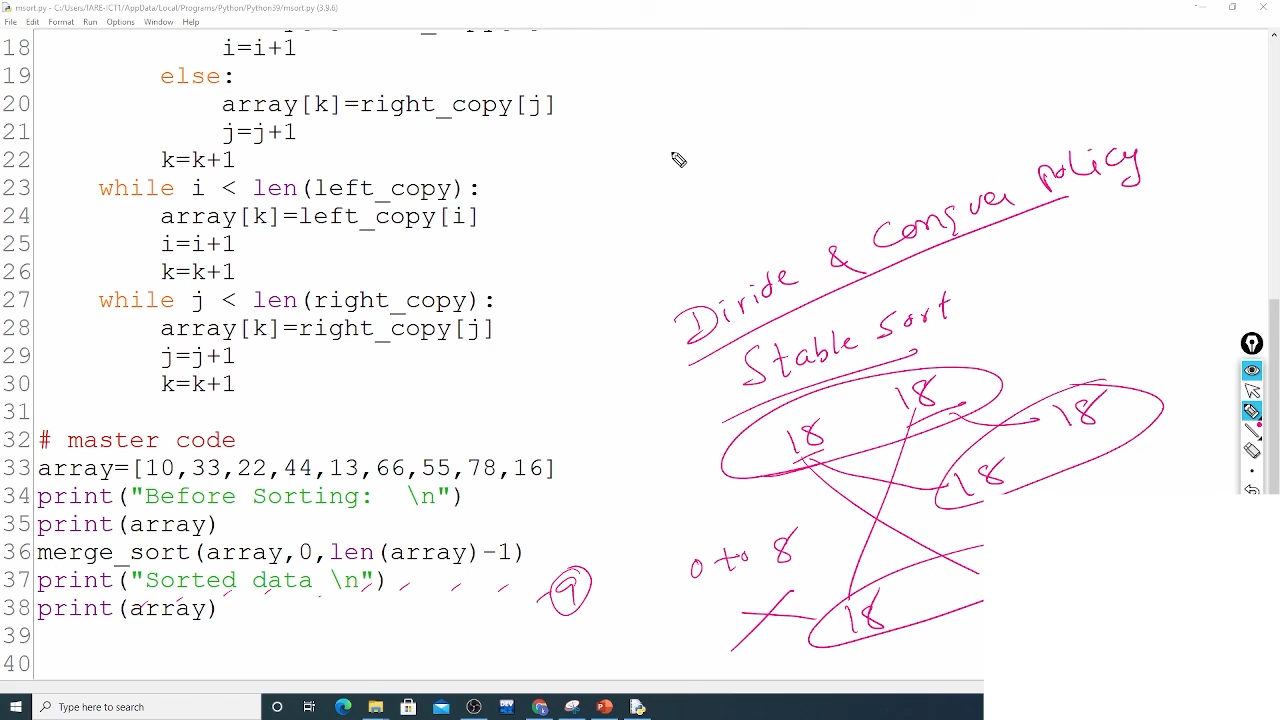 msort.py - C:/Users/IARE-ICT1/AppData/Local/Programs/Python/Python39/msort.py (3.9.6)
File Edit Format Run Options Window Help
18 i=i+1
19 else:
20 array[k]=right_copy[j]
21 j=j+1
22 k=k+1
23 while i < len(left_copy):
24 array[k]=left_copy[i]
25 i=i+1
26 k=k+1
27 while j < len(right_copy):
28 array[k]=right_copy[j]
29 j=j+1
30 k=k+1
31
32 # master code
33 array=[10,33,22,44,13,66,55,78,16]
34 print("Before Sorting:  \n")
35 print(array)
36 merge_sort(array,0,len(array)-1)
37 print("Sorted data \n")
38 print(array)
39
40
Divide & Conquer policy
Stable Sort
18 18
18 18
0 to 8
9
18
Type here to search